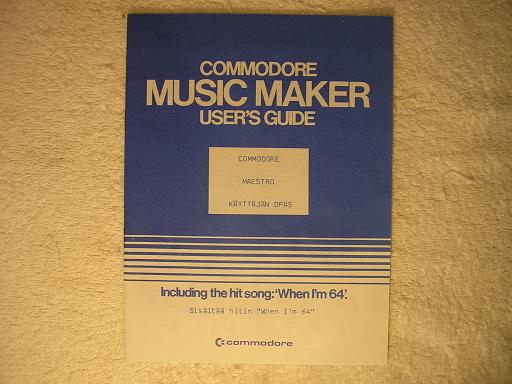 COMMODORE
MUSIC MAKER
USER'S GUIDE
COMMODORE
MAESTRO
KÄYTTÄJÄN OPAS
Including the hit song:'When I'm 64'.
Sisältää hitin "When I'm 64"
commodore